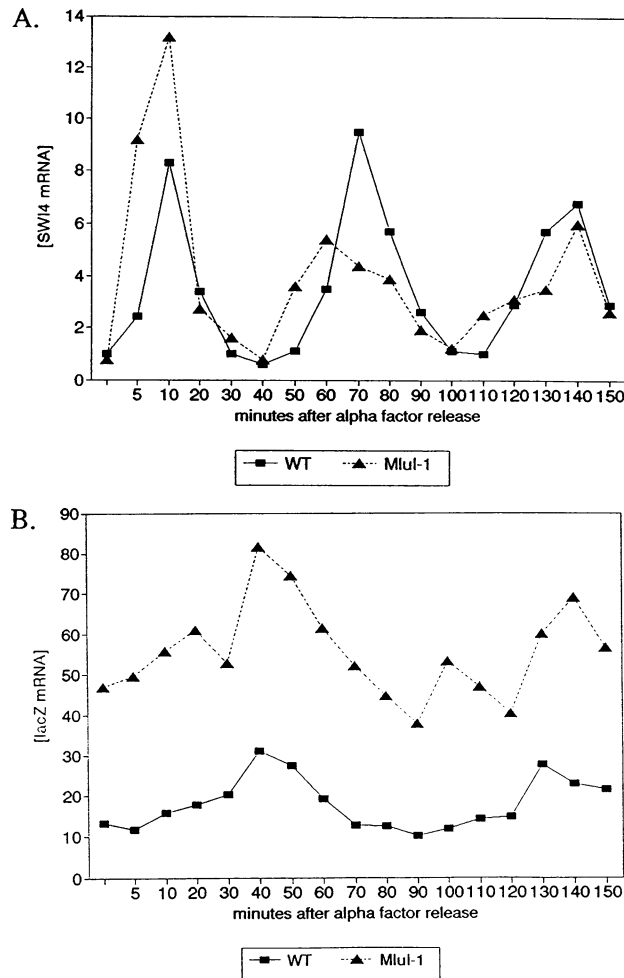 A.
14
12
10
8
6
4
2
0
[SWI4 mRNA]
5 10 20 30 40 50 60 70 80 90 100 110 120 130 140 150
minutes after alpha factor release
WT MluI-1
B.
90
80
70
60
50
40
30
20
10
0
[lacZ mRNA]
5 10 20 30 40 50 60 70 80 90 100 110 120 130 140 150
minutes after alpha factor release
WT MluI-1